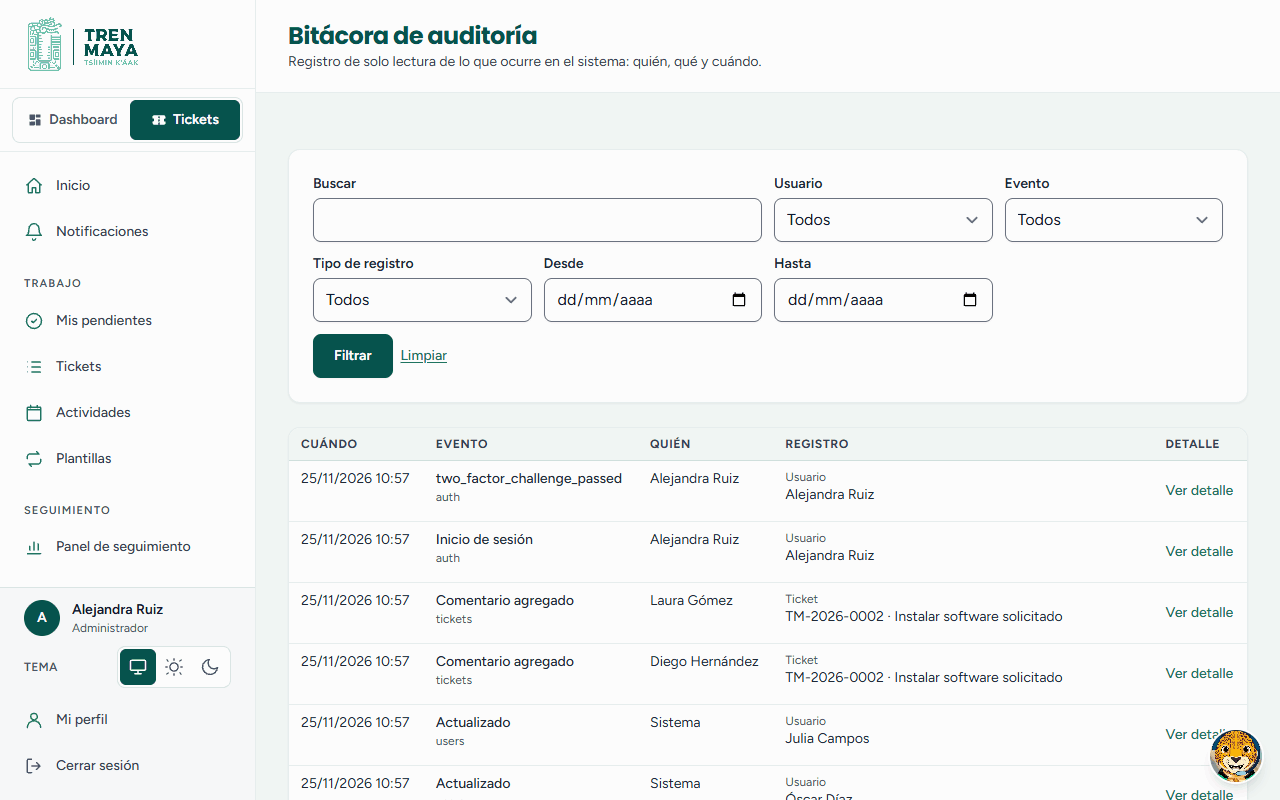 TREN
MAYA
TSÍIMIN K'ÁAK
Dashboard
Tickets
Inicio
Notificaciones
TRABAJO
Mis pendientes
Tickets
Actividades
Plantillas
SEGUIMIENTO
Panel de seguimiento
A
Alejandra Ruiz
Administrador
TEMA
Mi perfil
Cerrar sesión
Bitácora de auditoría
Registro de solo lectura de lo que ocurre en el sistema: quién, qué y cuándo.
Buscar
Usuario
Evento
Todos
Todos
Tipo de registro
Desde
Hasta
Todos
dd/mm/aaaa
dd/mm/aaaa
Filtrar
Limpiar
CUÁNDO EVENTO QUIÉN REGISTRO DETALLE
25/11/2026 10:57 two_factor_challenge_passed Alejandra Ruiz Usuario
auth Alejandra Ruiz Ver detalle
25/11/2026 10:57 Inicio de sesión Alejandra Ruiz Usuario
auth Alejandra Ruiz Ver detalle
25/11/2026 10:57 Comentario agregado Laura Gómez Ticket
tickets TM-2026-0002 · Instalar software solicitado Ver detalle
25/11/2026 10:57 Comentario agregado Diego Hernández Ticket
tickets TM-2026-0002 · Instalar software solicitado Ver detalle
25/11/2026 10:57 Actualizado Sistema Usuario
users Julia Campos Ver detalle
25/11/2026 10:57 Actualizado Sistema Usuario
Óscar Díaz Ver detalle